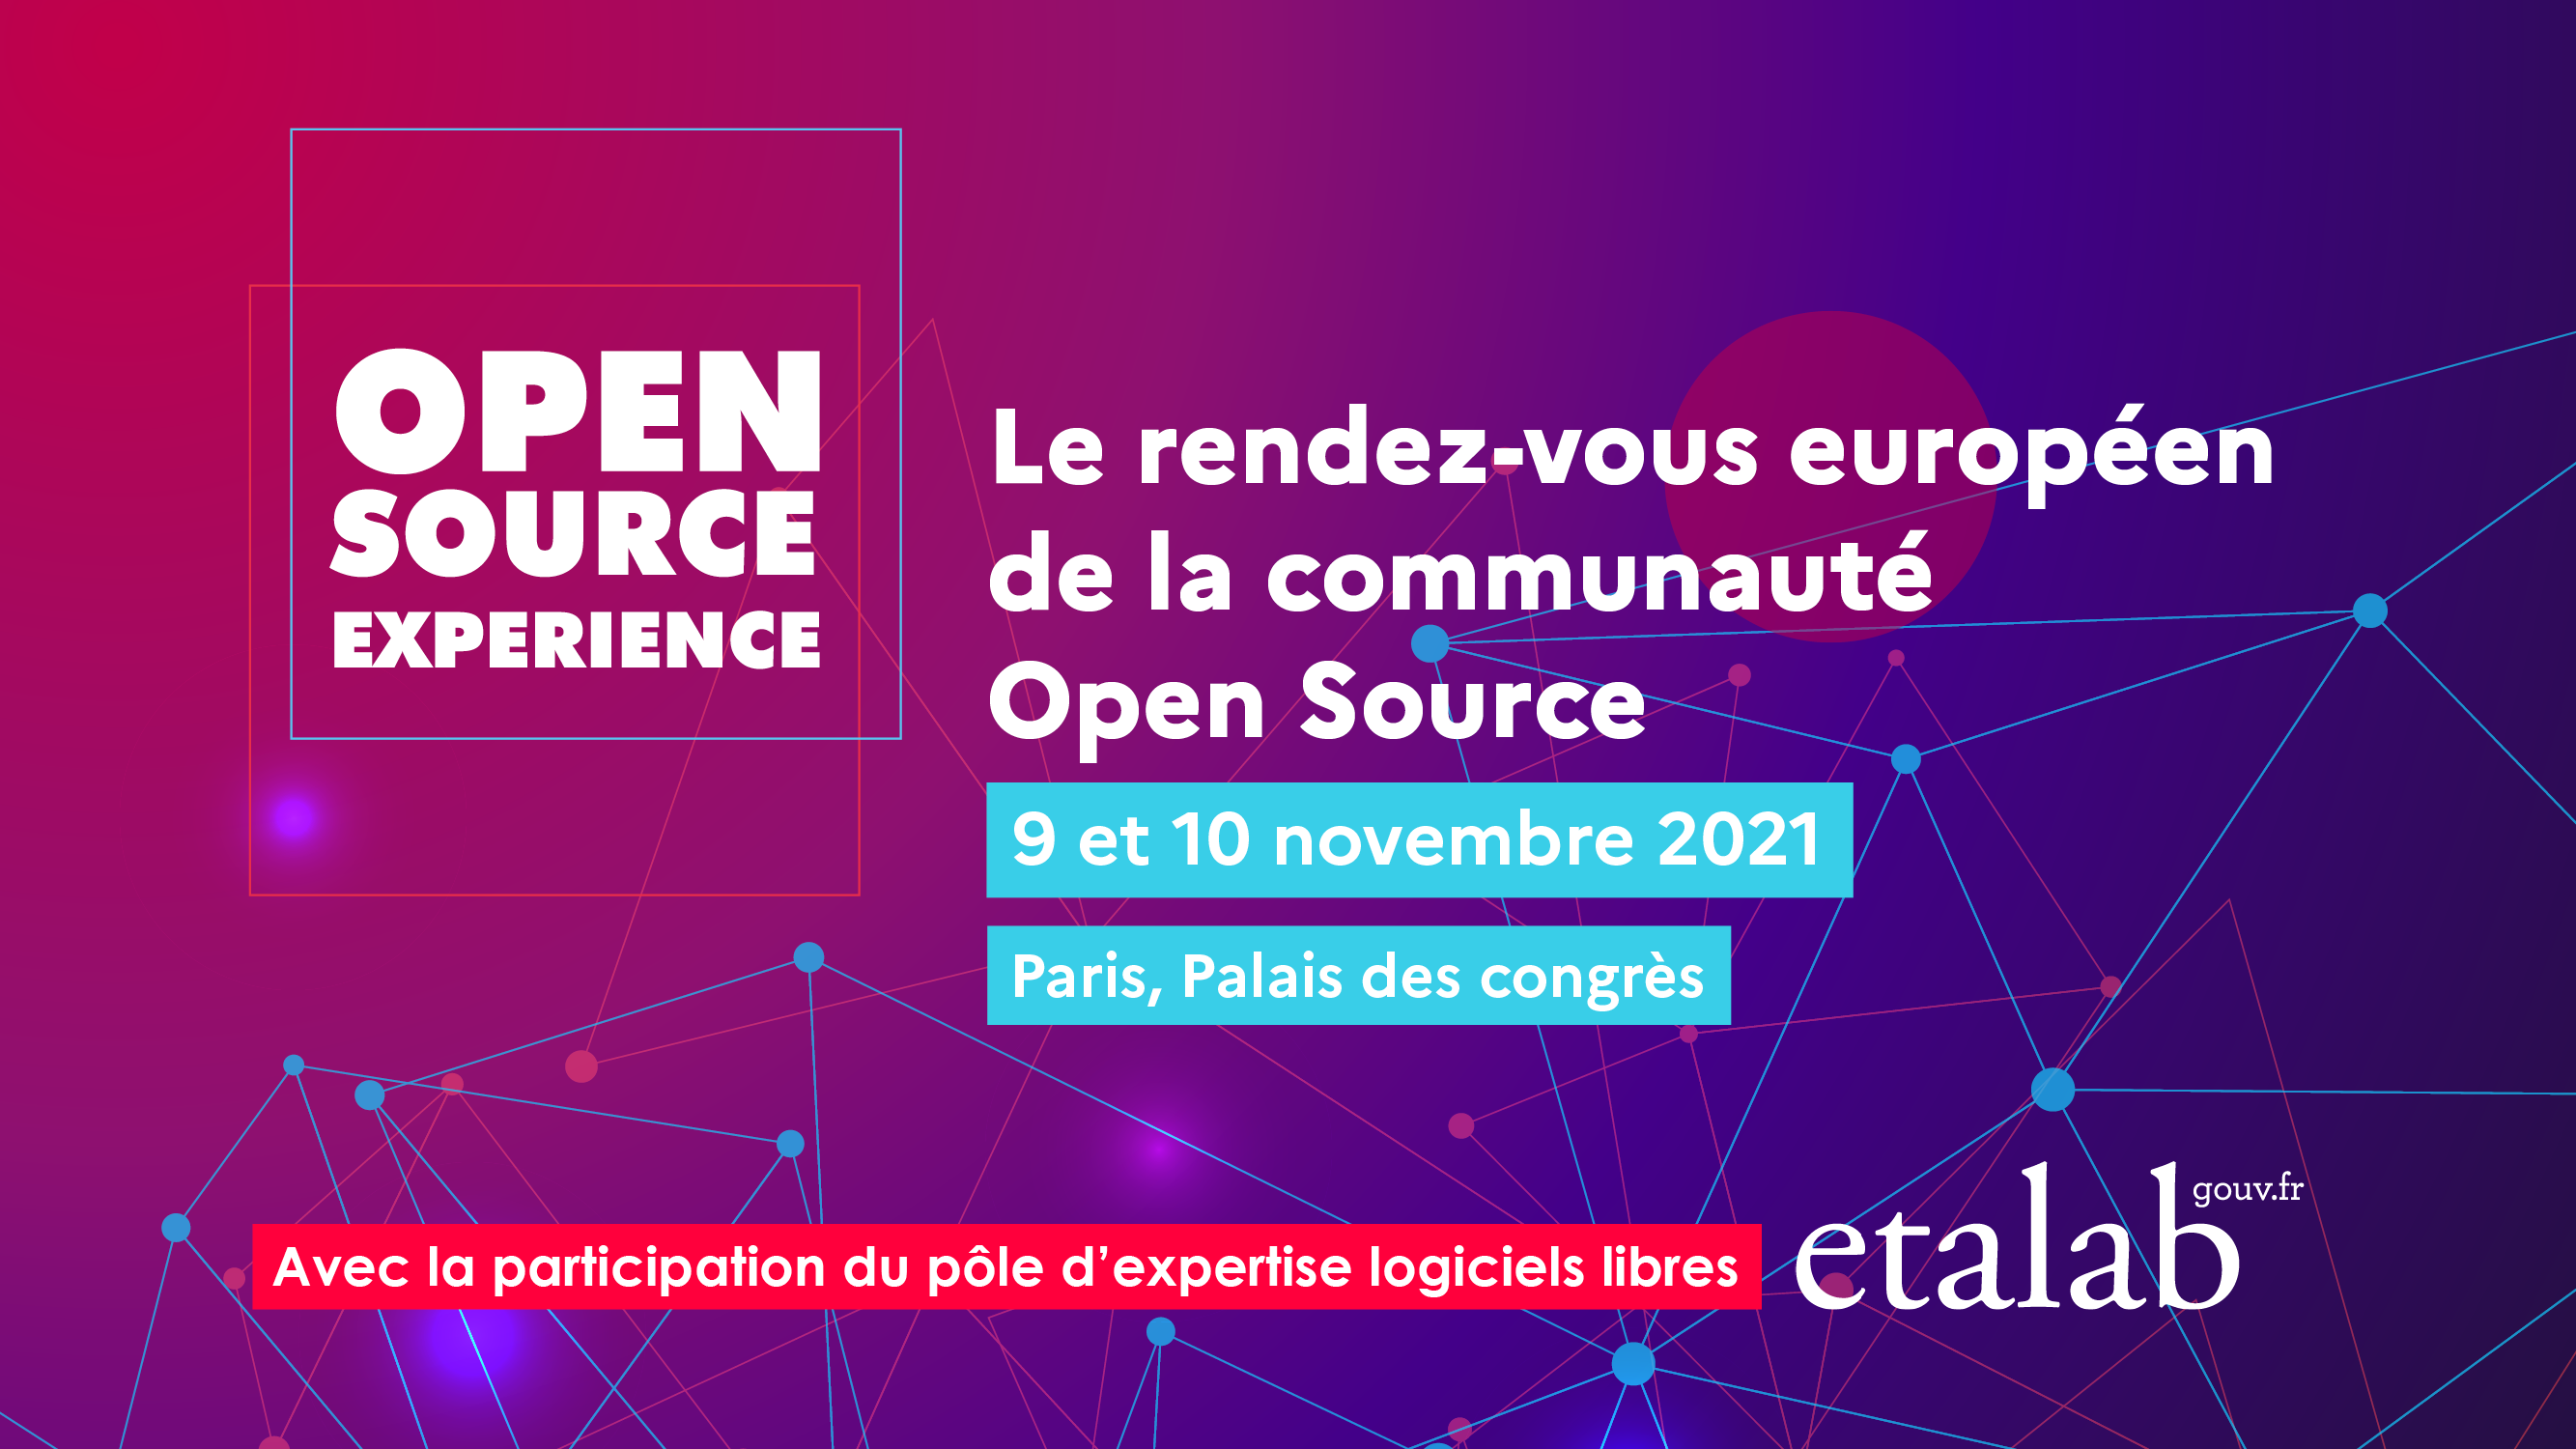 OPEN
SOURCE
EXPERIENCE
Le rendez-vous européen
de la communauté
Open Source
9 et 10 novembre 2021
Paris, Palais des congrès
Avec la participation du pôle d’expertise logiciels libres
etalab
gouv.fr